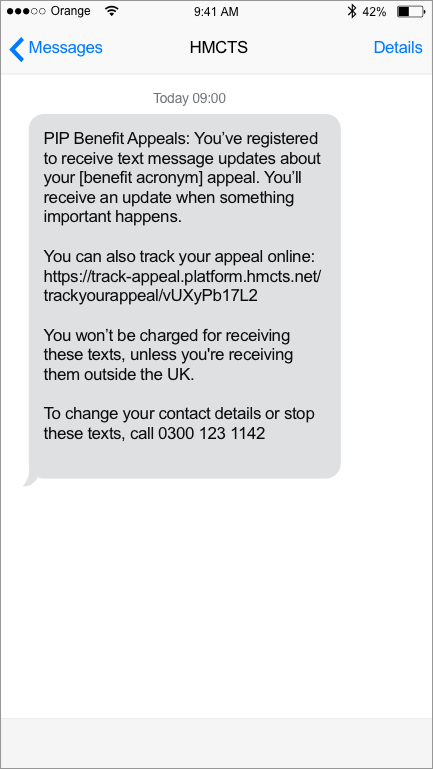 Orange 9:41 AM 42%
Messages HMCTS Details
Today 09:00
PIP Benefit Appeals: You’ve registered
to receive text message updates about
your [benefit acronym] appeal. You’ll
receive an update when something
important happens.
You can also track your appeal online:
https://track-appeal.platform.hmcts.net/
trackyourappeal/vUXyPb17L2
You won’t be charged for receiving
these texts, unless you're receiving
them outside the UK.
To change your contact details or stop
these texts, call 0300 123 1142